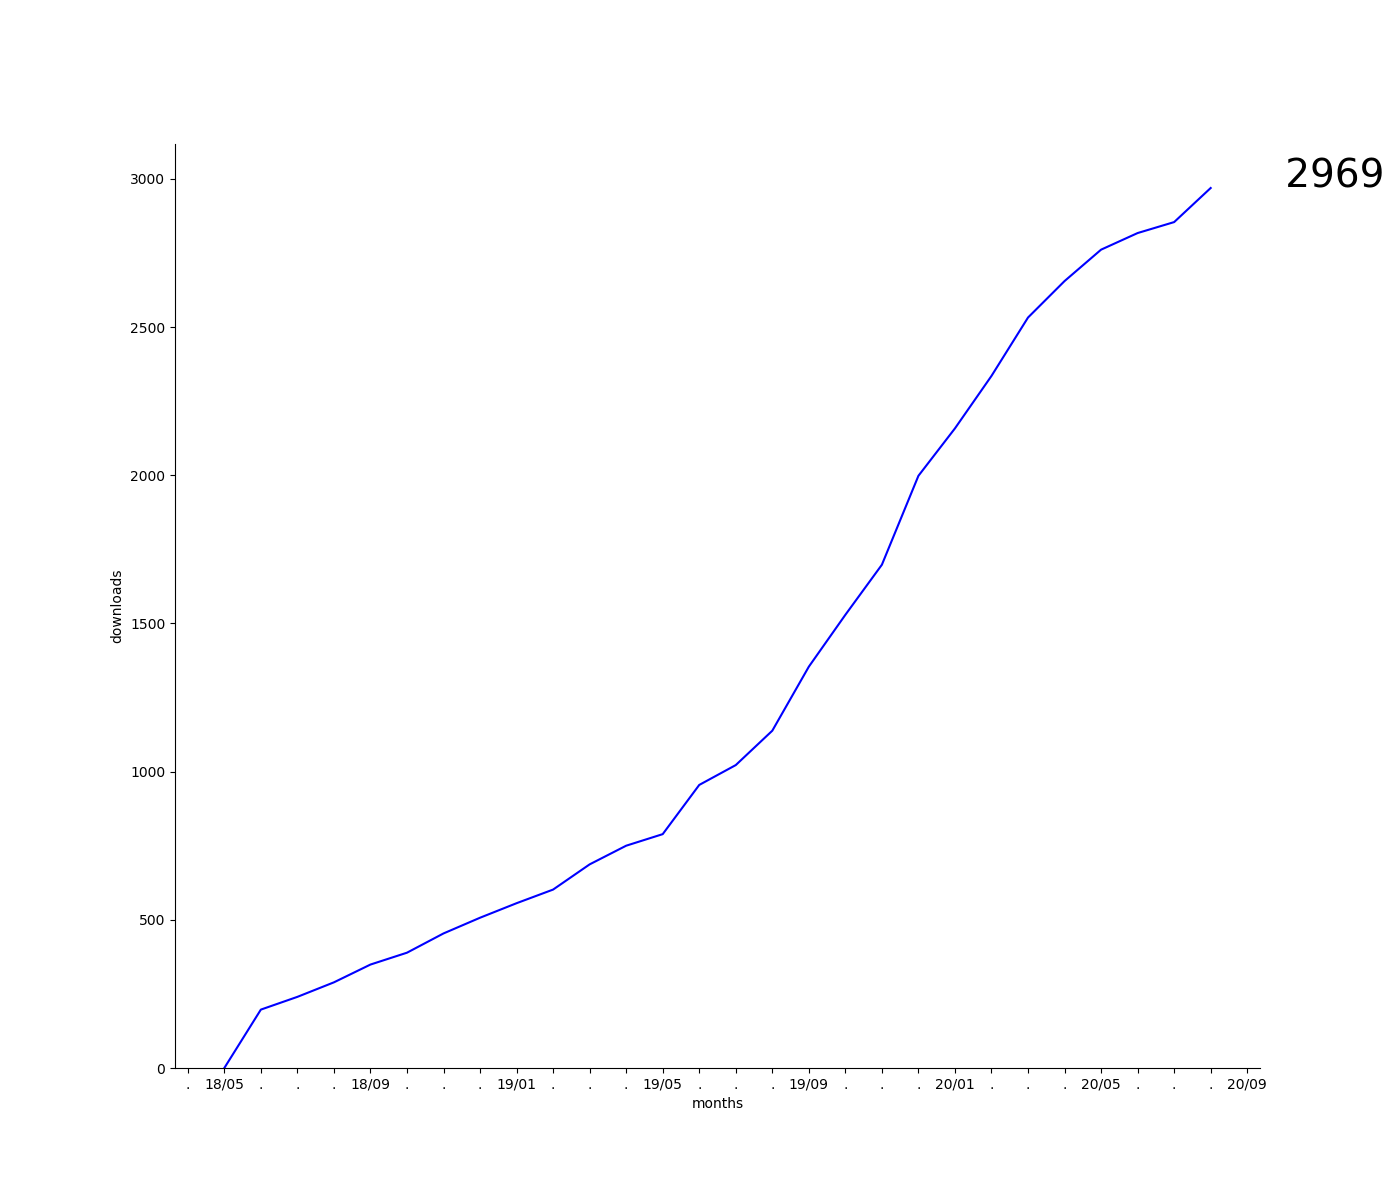 2969
3000
2500
2000
1500
1000
500
0
downloads
. 18/05 . . . 18/09 . . . 19/01 . . . 19/05 . . . 19/09 . . . 20/01 . . . 20/05 . . . 20/09
months